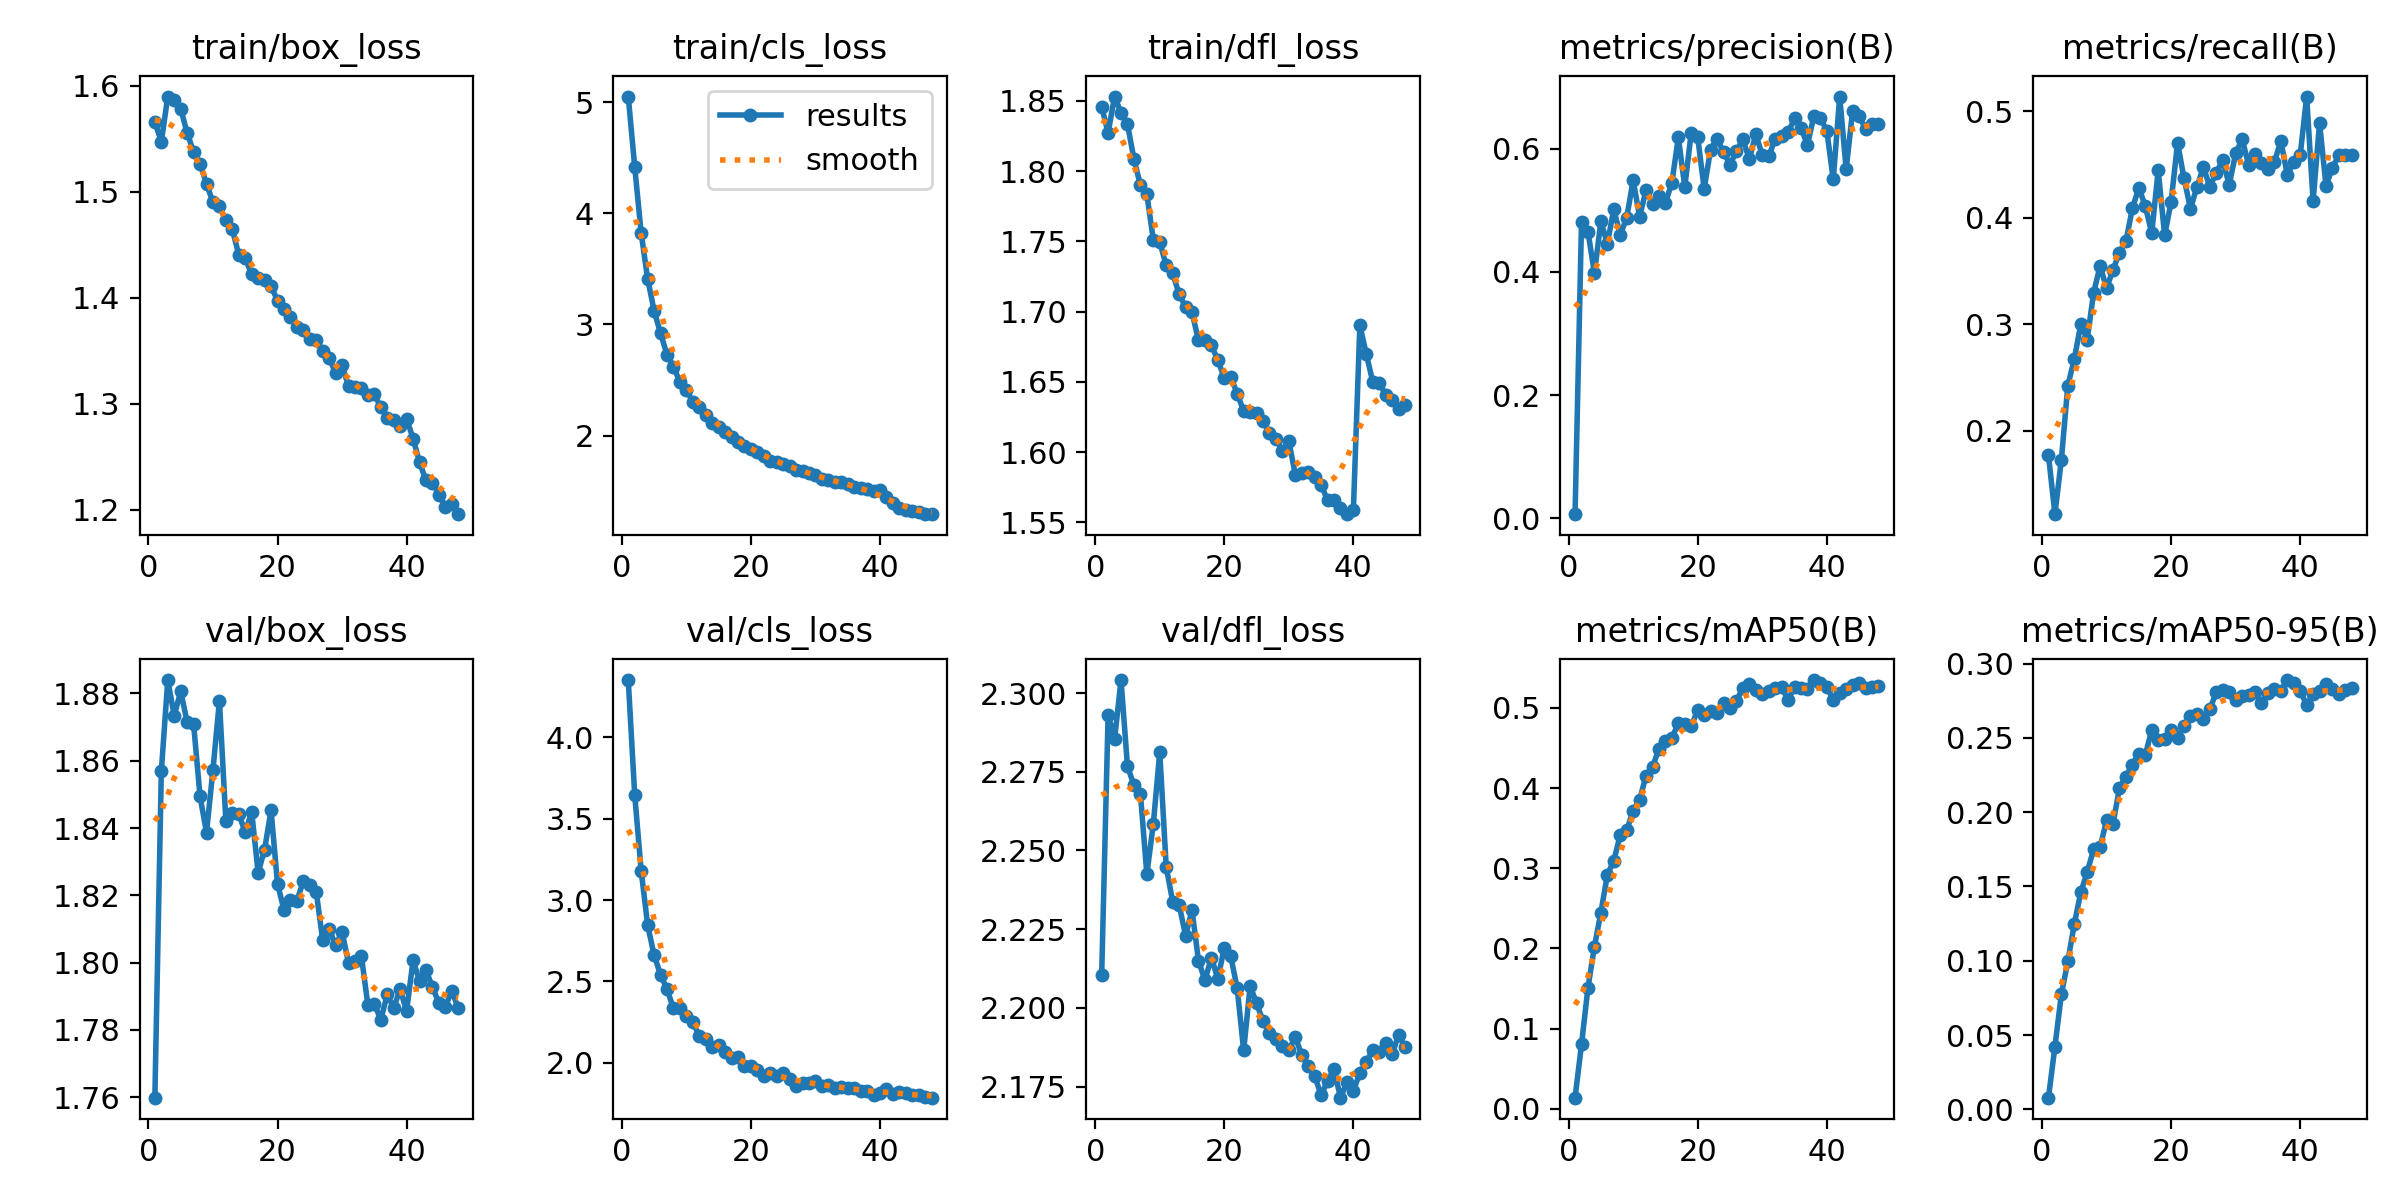 train/box_loss
1.6
1.5
1.4
1.3
1.2
0 20 40
train/cls_loss
results
smooth
5
4
3
2
0 20 40
train/dfl_loss
1.85
1.80
1.75
1.70
1.65
1.60
1.55
0 20 40
metrics/precision(B)
0.6
0.4
0.2
0.0
0 20 40
metrics/recall(B)
0.5
0.4
0.3
0.2
0 20 40
val/box_loss
1.88
1.86
1.84
1.82
1.80
1.78
1.76
0 20 40
val/cls_loss
4.0
3.5
3.0
2.5
2.0
0 20 40
val/dfl_loss
2.300
2.275
2.250
2.225
2.200
2.175
0 20 40
metrics/mAP50(B)
0.5
0.4
0.3
0.2
0.1
0.0
0 20 40
metrics/mAP50-95(B)
0.30
0.25
0.20
0.15
0.10
0.05
0.00
0 20 40